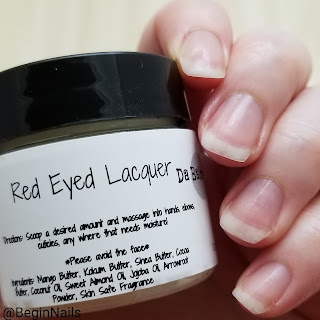 Red Eyed Lacquer Da
Directions: Scoop a desired amount and massage into hands, elbows,
cuticles, any where that needs moisture!
*Please avoid the face*
Ingredients: Mango Butter, Kokum Butter, Shea Butter, Cocoa
Butter, Coconut Oil, Sweet Almond Oil, Jojoba Oil, Arrowroot
Powder, Skin Safe Fragrance
@BeginNails